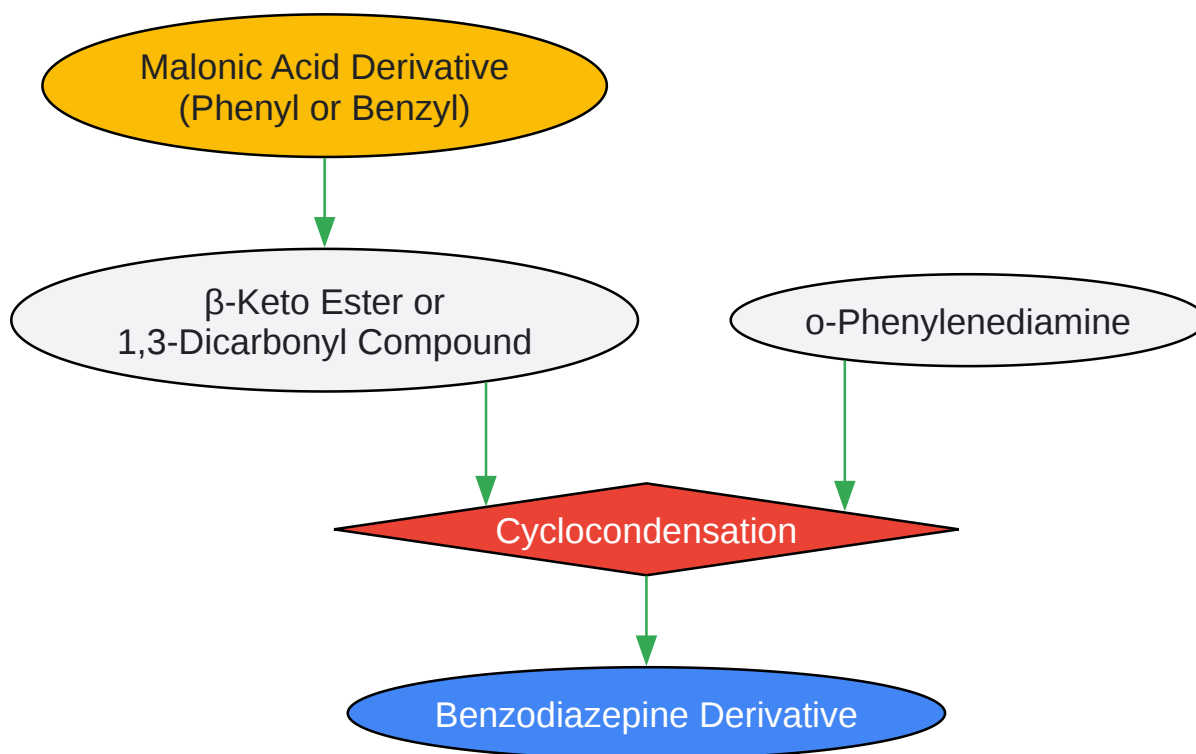 Malonic Acid Derivative
(Phenyl or Benzyl)
β-Keto Ester or
1,3-Dicarbonyl Compound
o-Phenylenediamine
Cyclocondensation
Benzodiazepine Derivative